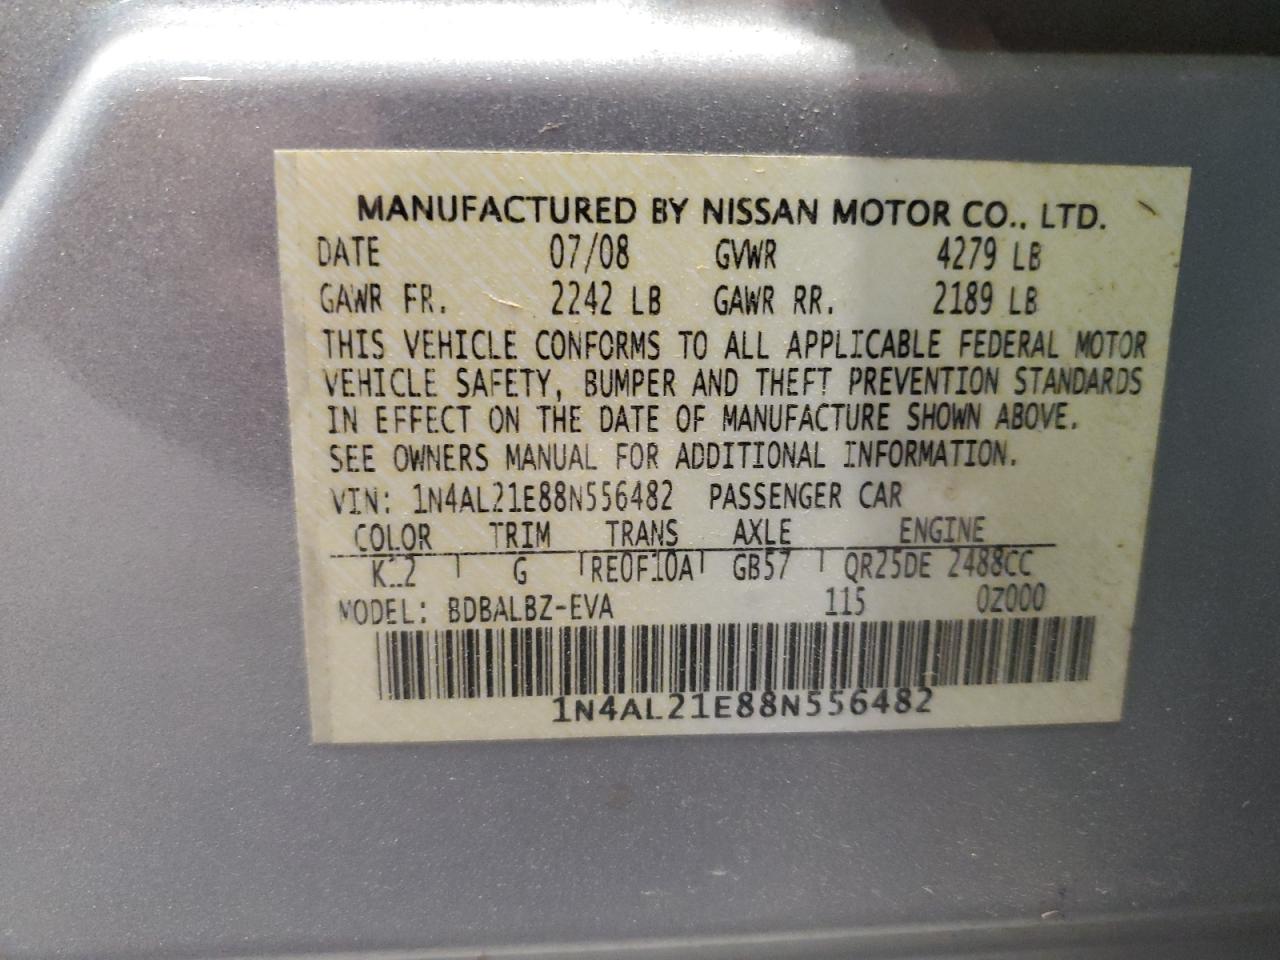 MANUFACTURED BY NISSAN MOTOR CO., LTD.
DATE 07/08 GVWR 4279 LB
GAWR FR. 2242 LB GAWR RR. 2189 LB
THIS VEHICLE CONFORMS TO ALL APPLICABLE FEDERAL MOTOR
VEHICLE SAFETY, BUMPER AND THEFT PREVENTION STANDARDS
IN EFFECT ON THE DATE OF MANUFACTURE SHOWN ABOVE.
SEE OWNERS MANUAL FOR ADDITIONAL INFORMATION.
VIN: 1N4AL21E88N556482 PASSENGER CAR
COLOR TRIM TRANS AXLE ENGINE
G RE0F10A GB57 QR25DE 2488CC
MODEL: BDBALBZ-EVA 115 0Z000
1N4AL21E88N556482